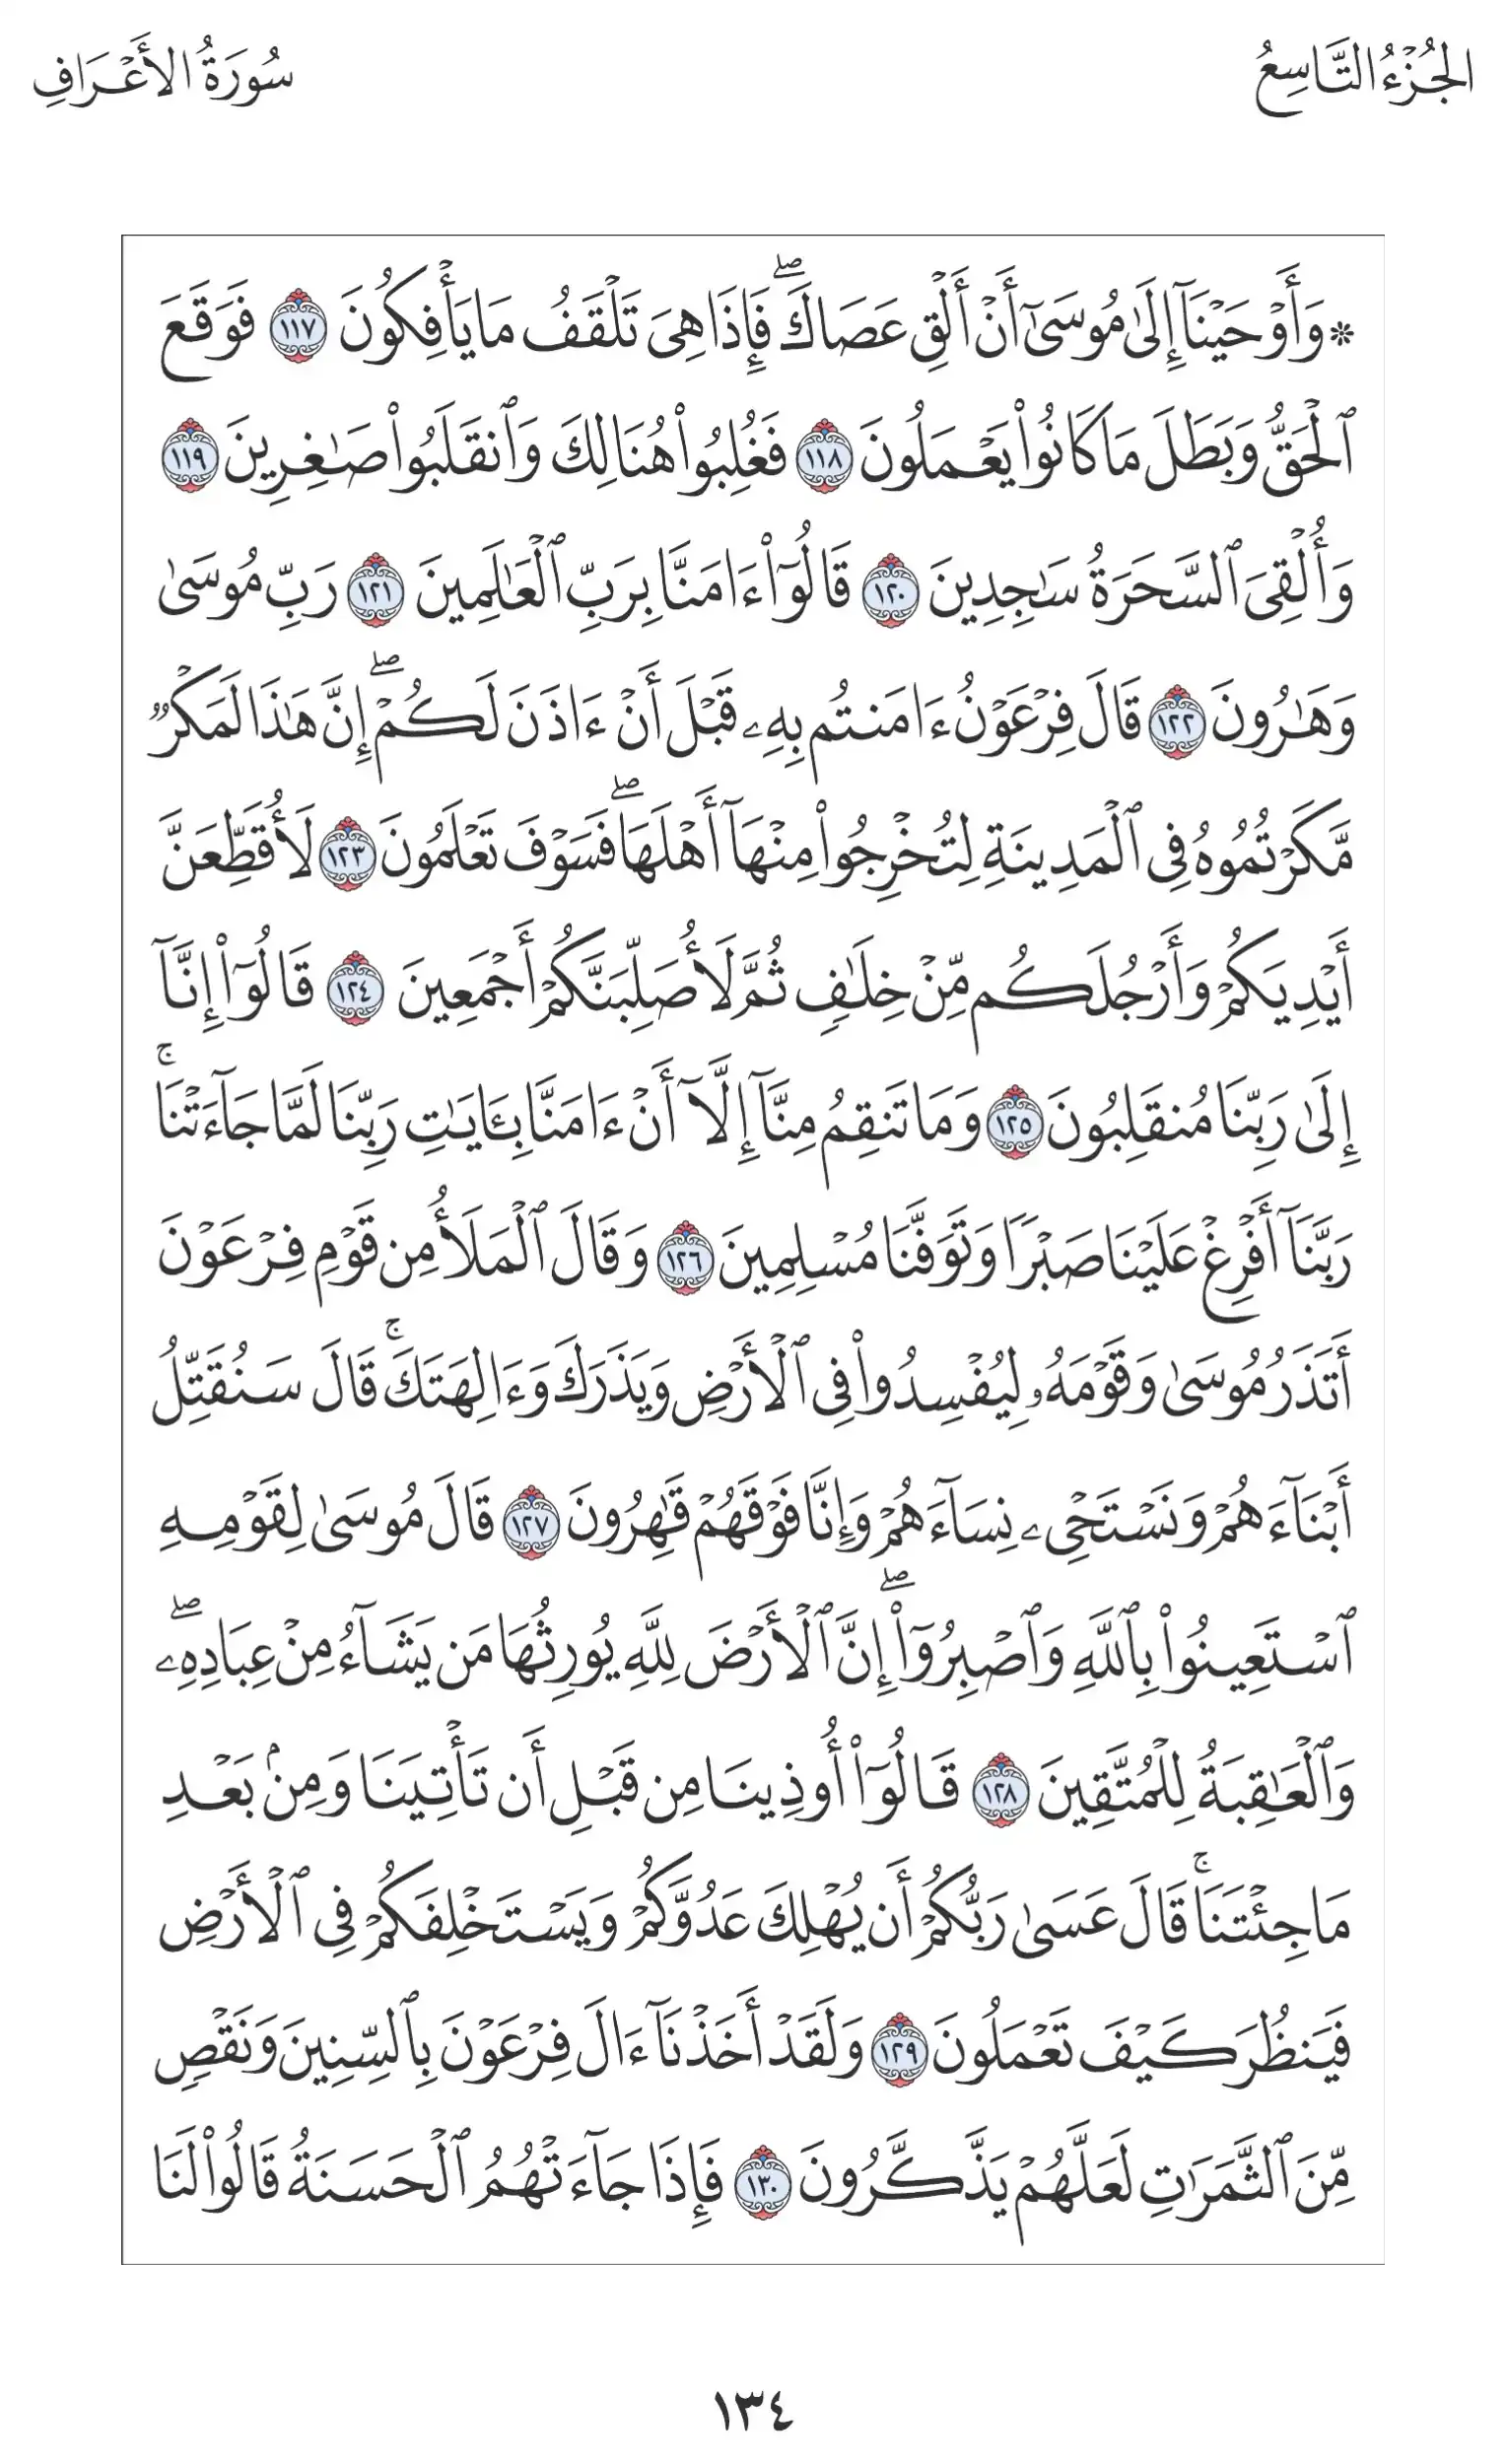 الجُزْءُ التَّاسِعُ
سُورَةُ الأَعْرَافِ
* وَأَوْحَيْنَآ إِلَىٰ مُوسَىٰٓ أَنْ أَلْقِ عَصَاكَۖ فَإِذَا هِىَ تَلْقَفُ مَا يَأْفِكُونَ ١١٧ فَوَقَعَ
ٱلْحَقُّ وَبَطَلَ مَا كَانُوا۟ يَعْمَلُونَ ١١٨ فَغُلِبُوا۟ هُنَالِكَ وَٱنقَلَبُوا۟ صَٰغِرِينَ ١١٩
وَأُلْقِىَ ٱلسَّحَرَةُ سَٰجِدِينَ ١٢٠ قَالُوٓا۟ ءَامَنَّا بِرَبِّ ٱلْعَٰلَمِينَ ١٢١ رَبِّ مُوسَىٰ
وَهَٰرُونَ ١٢٢ قَالَ فِرْعَوْنُ ءَامَنتُم بِهِۦ قَبْلَ أَنْ ءَاذَنَ لَكُمْۖ إِنَّ هَٰذَا لَمَكْرٌ
مَّكَرْتُمُوهُ فِى ٱلْمَدِينَةِ لِتُخْرِجُوا۟ مِنْهَآ أَهْلَهَاۖ فَسَوْفَ تَعْلَمُونَ ١٢٣ لَأُقَطِّعَنَّ
أَيْدِيَكُمْ وَأَرْجُلَكُم مِّنْ خِلَٰفٍ ثُمَّ لَأُصَلِّبَنَّكُمْ أَجْمَعِينَ ١٢٤ قَالُوٓا۟ إِنَّآ
إِلَىٰ رَبِّنَا مُنقَلِبُونَ ١٢٥ وَمَا تَنقِمُ مِنَّآ إِلَّآ أَنْ ءَامَنَّا بِـَٔايَٰتِ رَبِّنَا لَمَّا جَآءَتْنَاۚ
رَبَّنَآ أَفْرِغْ عَلَيْنَا صَبْرًا وَتَوَفَّنَا مُسْلِمِينَ ١٢٦ وَقَالَ ٱلْمَلَأُ مِن قَوْمِ فِرْعَوْنَ
أَتَذَرُ مُوسَىٰ وَقَوْمَهُۥ لِيُفْسِدُوا۟ فِى ٱلْأَرْضِ وَيَذَرَكَ وَءَالِهَتَكَۚ قَالَ سَنُقَتِّلُ
أَبْنَآءَهُمْ وَنَسْتَحْىِۦ نِسَآءَهُمْ وَإِنَّا فَوْقَهُمْ قَٰهِرُونَ ١٢٧ قَالَ مُوسَىٰ لِقَوْمِهِ
ٱسْتَعِينُوا۟ بِٱللَّهِ وَٱصْبِرُوٓا۟ۖ إِنَّ ٱلْأَرْضَ لِلَّهِ يُورِثُهَا مَن يَشَآءُ مِنْ عِبَادِهِۦۖ
وَٱلْعَٰقِبَةُ لِلْمُتَّقِينَ ١٢٨ قَالُوٓا۟ أُوذِينَا مِن قَبْلِ أَن تَأْتِيَنَا وَمِنۢ بَعْدِ
مَا جِئْتَنَاۚ قَالَ عَسَىٰ رَبُّكُمْ أَن يُهْلِكَ عَدُوَّكُمْ وَيَسْتَخْلِفَكُمْ فِى ٱلْأَرْضِ
فَيَنظُرَ كَيْفَ تَعْمَلُونَ ١٢٩ وَلَقَدْ أَخَذْنَآ ءَالَ فِرْعَوْنَ بِٱلسِّنِينَ وَنَقْصٍ
مِّنَ ٱلثَّمَرَٰتِ لَعَلَّهُمْ يَذَّكَّرُونَ ١٣٠ فَإِذَا جَآءَتْهُمُ ٱلْحَسَنَةُ قَالُوا۟ لَنَا
١٣٤